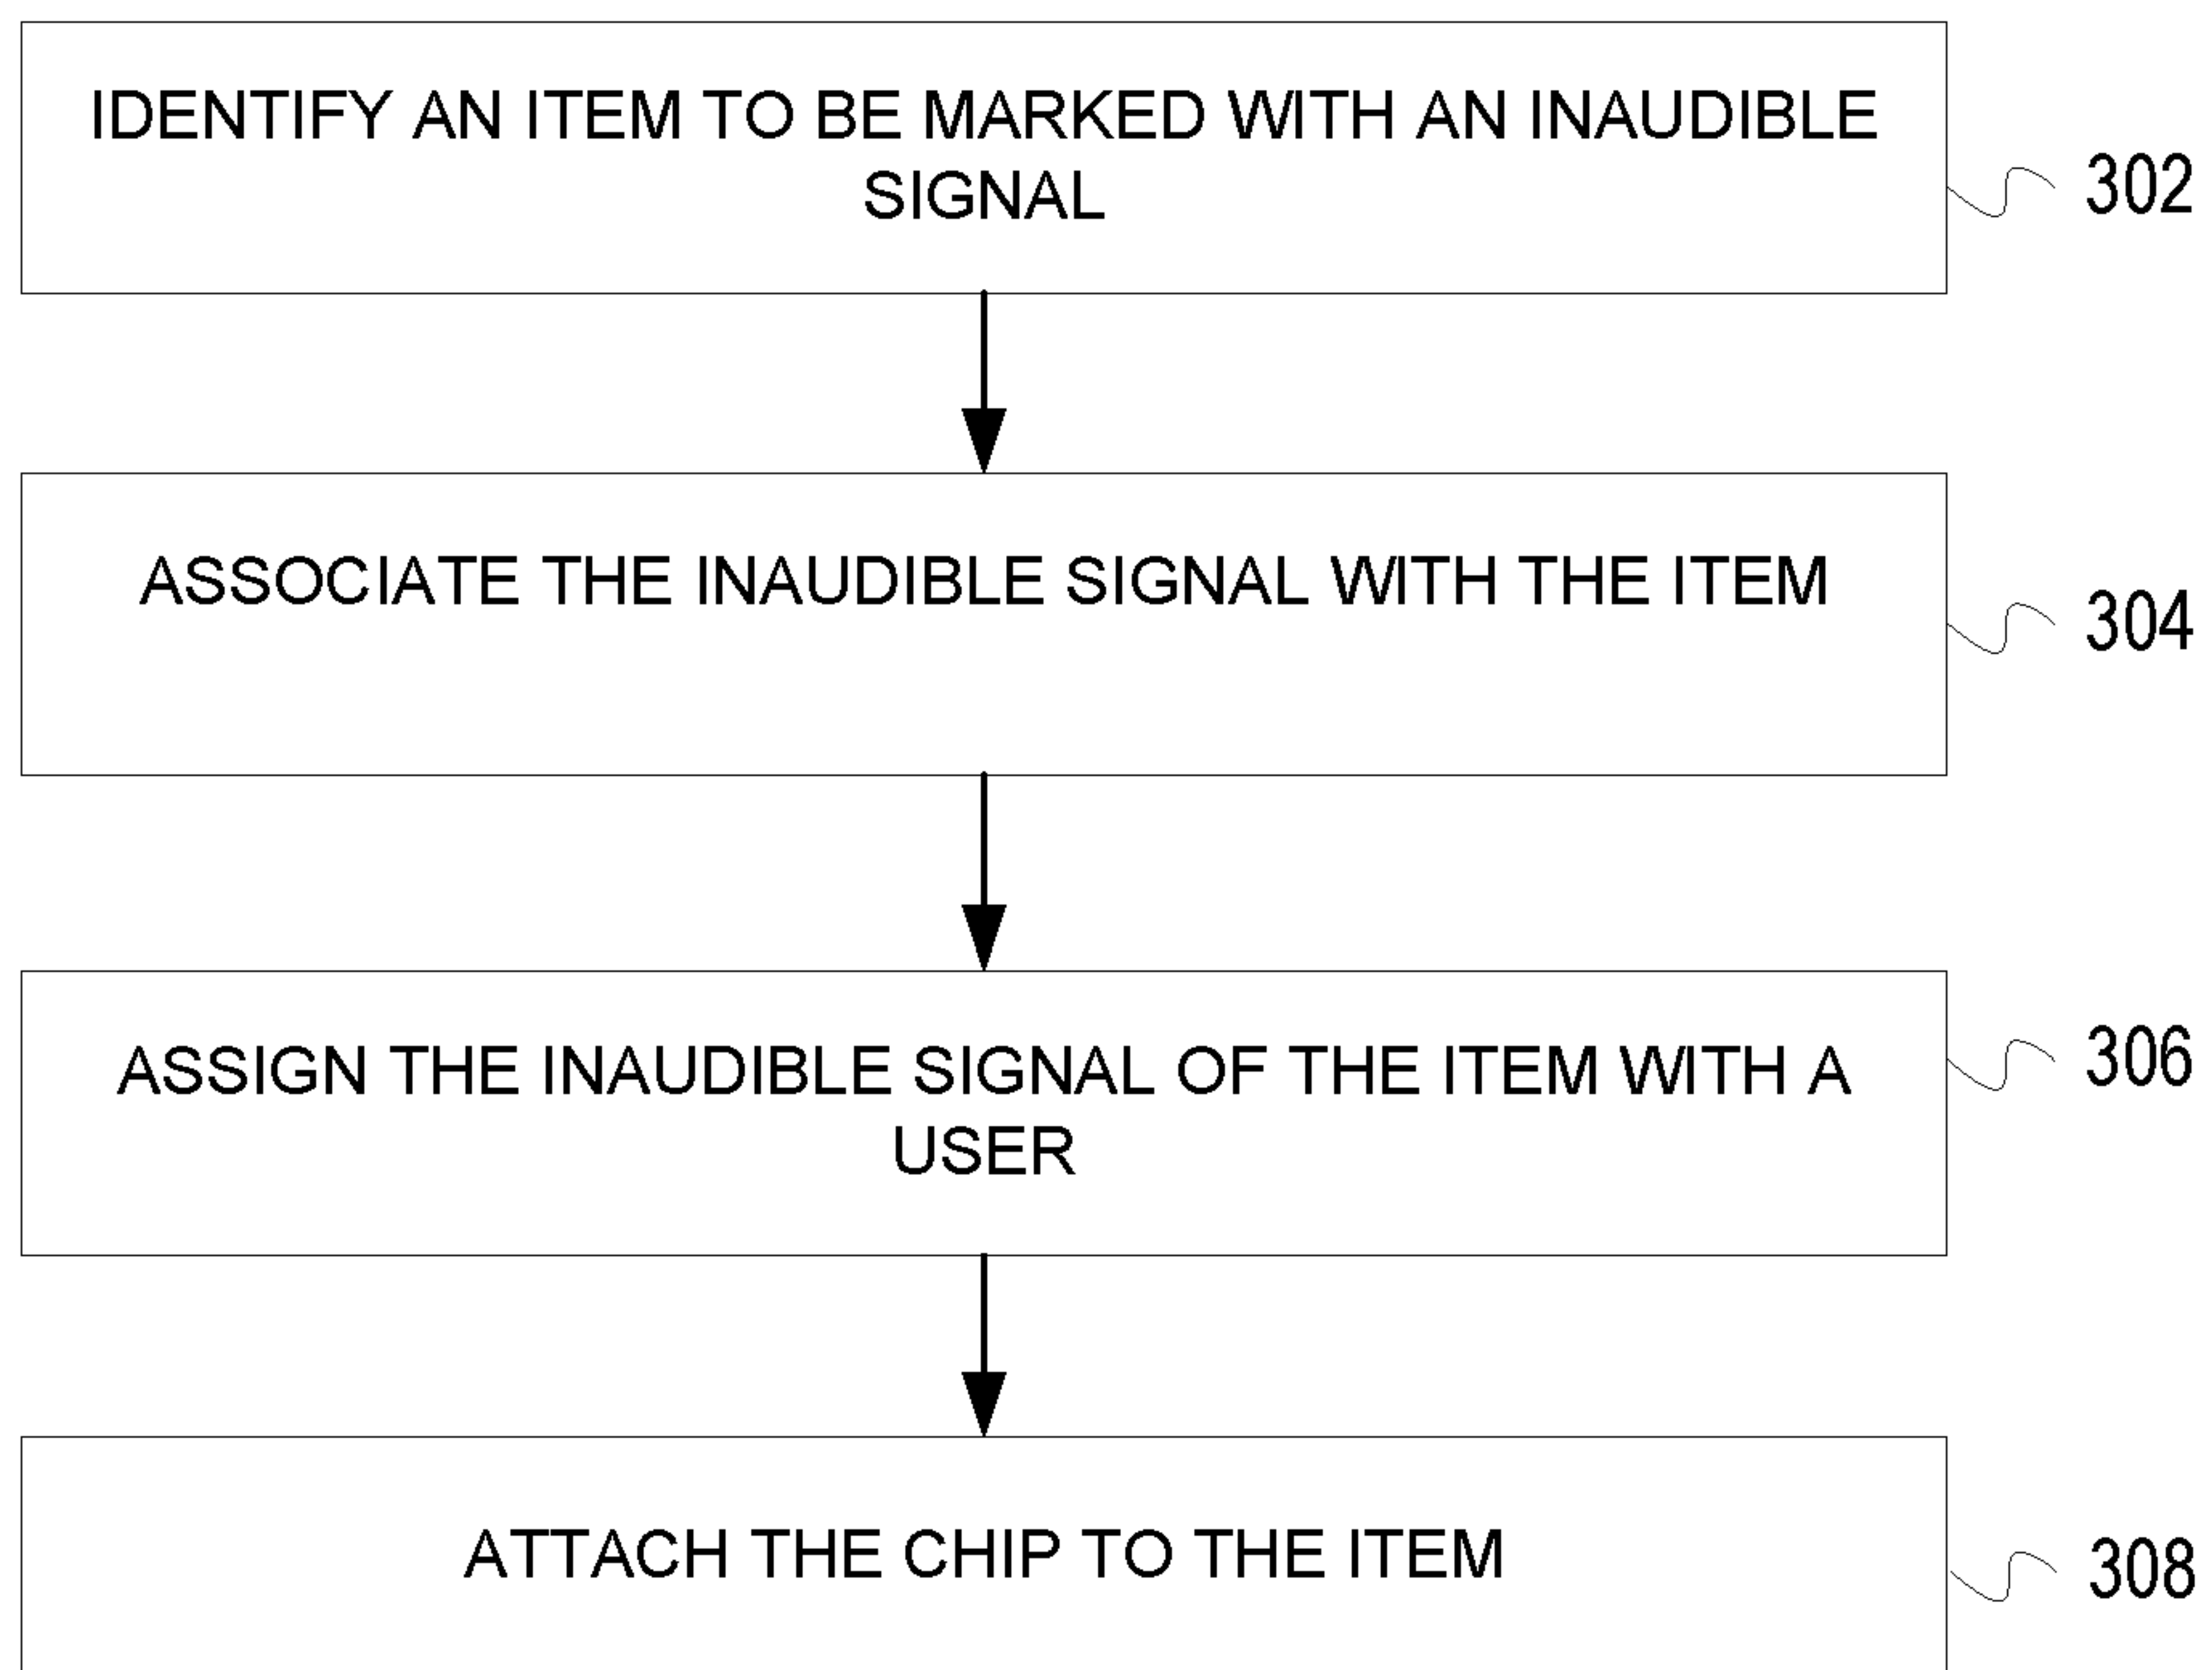 IDENTIFY AN ITEM TO BE MARKED WITH AN INAUDIBLE
SIGNAL
302
ASSOCIATE THE INAUDIBLE SIGNAL WITH THE ITEM
304
ASSIGN THE INAUDIBLE SIGNAL OF THE ITEM WITH A
USER
306
ATTACH THE CHIP TO THE ITEM
308